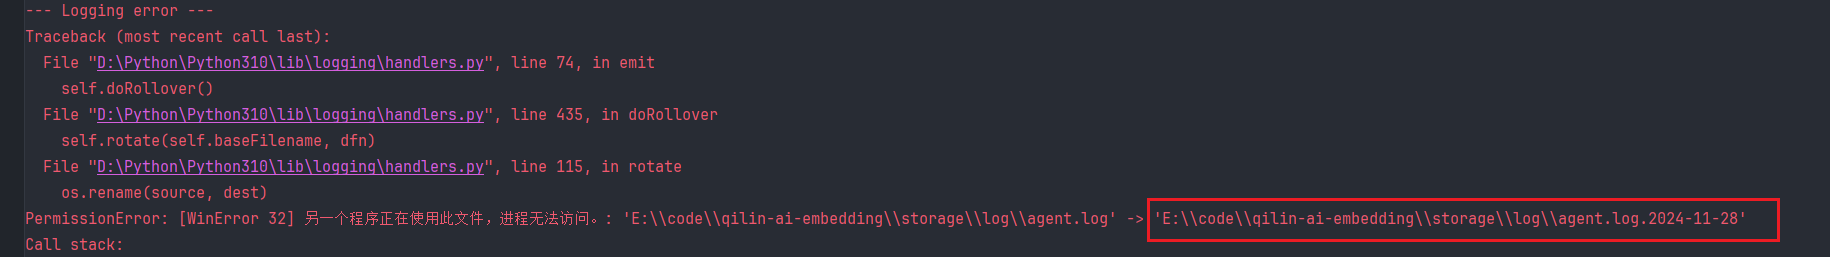 --- Logging error ---
Traceback (most recent call last):
  File "D:\Python\Python310\lib\logging\handlers.py", line 74, in emit
    self.doRollover()
  File "D:\Python\Python310\lib\logging\handlers.py", line 435, in doRollover
    self.rotate(self.baseFilename, dfn)
  File "D:\Python\Python310\lib\logging\handlers.py", line 115, in rotate
    os.rename(source, dest)
PermissionError: [WinError 32] 另一个程序正在使用此文件，进程无法访问。: 'E:\\code\\qilin-ai-embedding\\storage\\log\\agent.log' -> 'E:\\code\\qilin-ai-embedding\\storage\\log\\agent.log.2024-11-28'
Call stack: